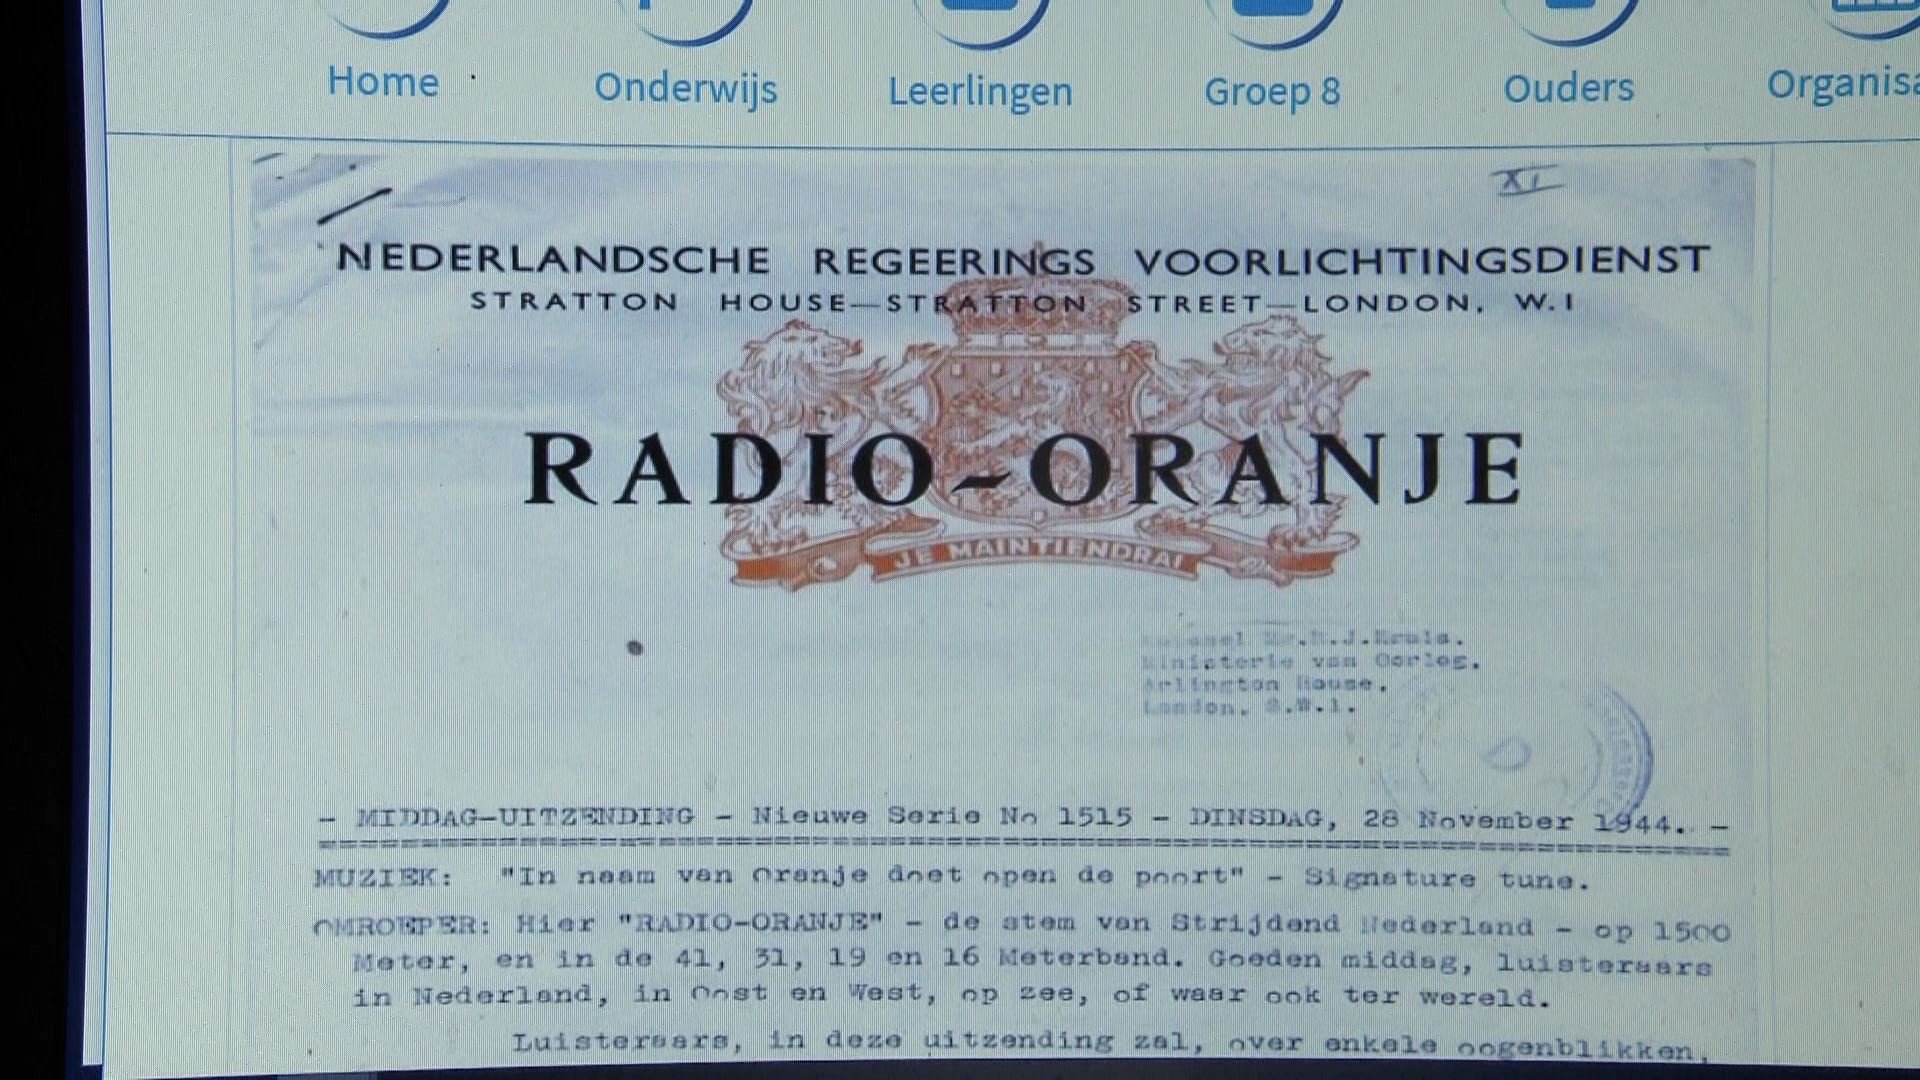 Home
Onderwijs
Leerlingen
Groep 8
Ouders
XI
NEDERLANDSCHE REGEERINGS VOORLICHTINGSDIENST
STRATTON HOUSE—STRATTON STREET—LONDON, W.1
RADIO-ORANJE
JE MAINTIENDRAI
.J.Kruls.
Ministerie van Oorlog.
Arlington House.
London. S.W.1.
- MIDDAG-UITZENDING - Nieuwe Serie No 1515 - DINSDAG, 28 November 1944. -
MUZIEK: "In naam van Oranje doet open de poort" - Signature tune.
OMROEPER: Hier "RADIO-ORANJE" - de stem van Strijdend Nederland - op 1500
Meter, en in de 41, 31, 19 en 16 Meterband. Goeden middag, luisteraars
in Nederland, in Oost en West, op zee, of waar ook ter wereld.
Luisteraars, in deze uitzending zal, over enkele oogenblikken,